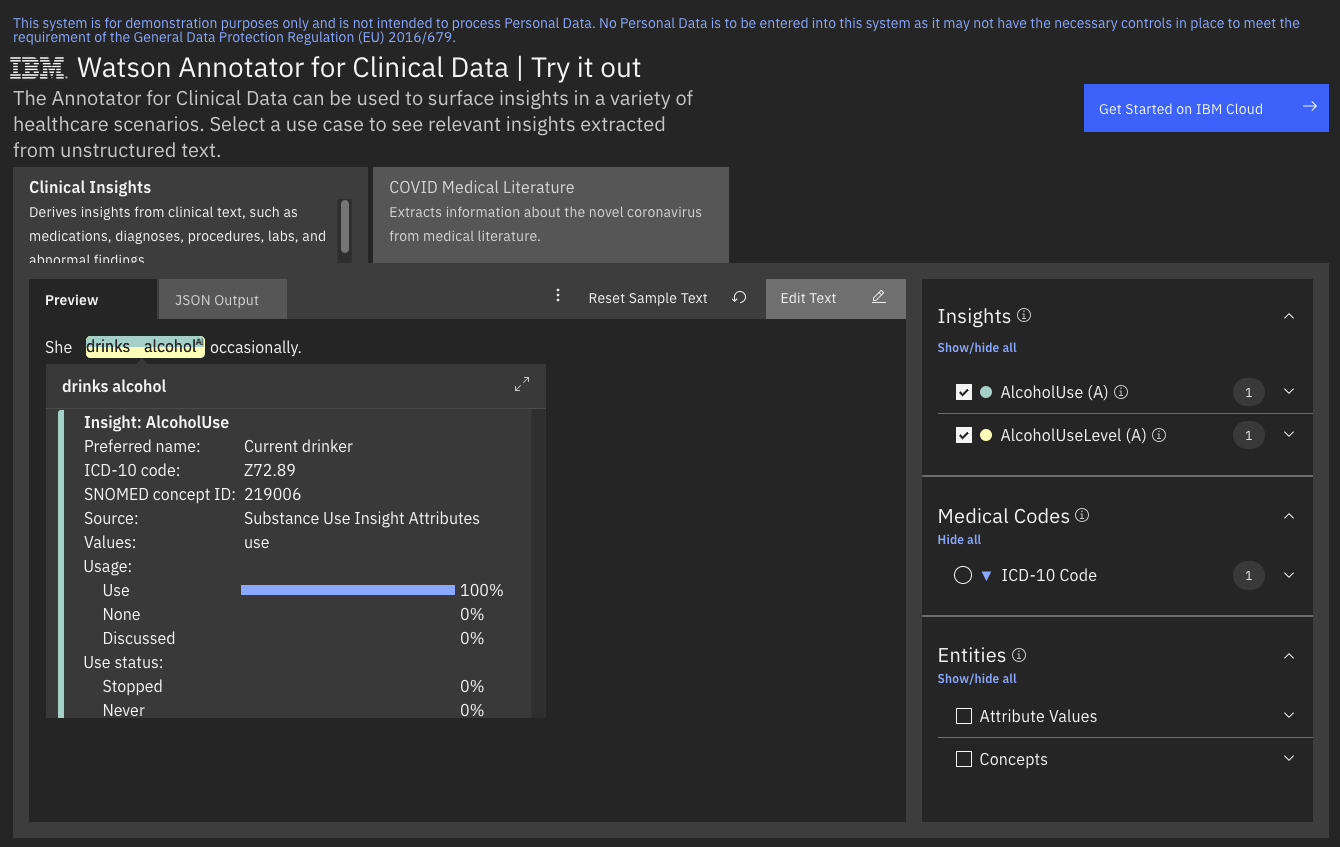 This system is for demonstration purposes only and is not intended to process Personal Data. No Personal Data is to be entered into this system as it may not have the necessary controls in place to meet the
requirement of the General Data Protection Regulation (EU) 2016/679.
IBM. Watson Annotator for Clinical Data | Try it out
The Annotator for Clinical Data can be used to surface insights in a variety of
healthcare scenarios. Select a use case to see relevant insights extracted
from unstructured text.
Get Started on IBM Cloud
Clinical Insights
Derives insights from clinical text, such as
medications, diagnoses, procedures, labs, and
abnormal findings
COVID Medical Literature
Extracts information about the novel coronavirus
from medical literature.
Preview
JSON Output
Reset Sample Text
Edit Text
She drinks alcohol AI occasionally.
drinks alcohol
Insight: AlcoholUse
Preferred name: Current drinker
ICD-10 code: Z72.89
SNOMED concept ID: 219006
Source: Substance Use Insight Attributes
Values: use
Usage:
Use 100%
None 0%
Discussed 0%
Use status:
Stopped 0%
Never 0%
Insights
Show/hide all
AlcoholUse (A) 1
AlcoholUseLevel (A) 1
Medical Codes
Hide all
ICD-10 Code 1
Entities
Show/hide all
Attribute Values
Concepts